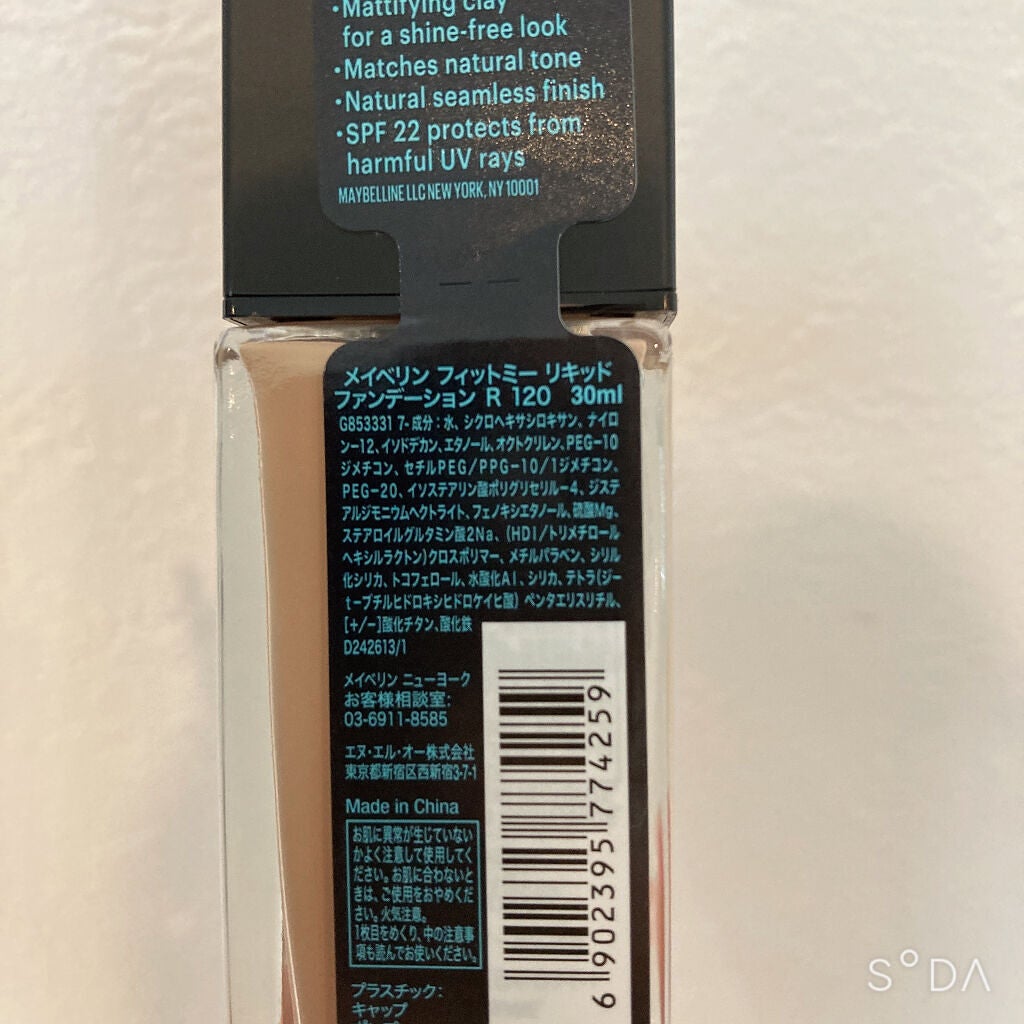 ・Mattifying clay
for a shine-free look
・Matches natural tone
・Natural seamless finish
・SPF 22 protects from
harmful UV rays
MAYBELLINE LLC NEW YORK, NY 10001
メイベリン フィットミー リキッド
ファンデーション R 120 30ml
G853331 7- 成分：水、シクロヘキサシロキサン、ナイロ
ン-12、イソドデカン、エタノール、オクトクリレン、PEG-10
ジメチコン、セチルPEG/PPG-10/1ジメチコン、
PEG-20、イソステアリン酸ポリグリセリル-4、ジステ
アルジモニウムヘクトライト、フェノキシエタノール、硫酸Mg、
ステアロイルグルタミン酸2Na、(HDI/トリメチロール
ヘキシルラクトン)クロスポリマー、メチルパラベン、シリル
化シリカ、トコフェロール、水酸化Al、シリカ、テトラ(ジー
t-ブチルヒドロキシヒドロケイヒ酸) ペンタエリスリチル、
[+/-]酸化チタン、酸化鉄
D242613/1
メイベリン ニューヨーク
お客様相談室:
03-6911-8585
エヌ・エル・オー株式会社
東京都新宿区西新宿3-7-1
Made in China
お肌に異常が生じていない
かよく注意して使用してく
ださい。お肌に合わないと
きは、ご使用をおやめくだ
さい。火気注意。
1枚目をめくり、中の注意事
項も読んでお使いください。
プラスチック:
キャップ
6 902395 774259
SODA